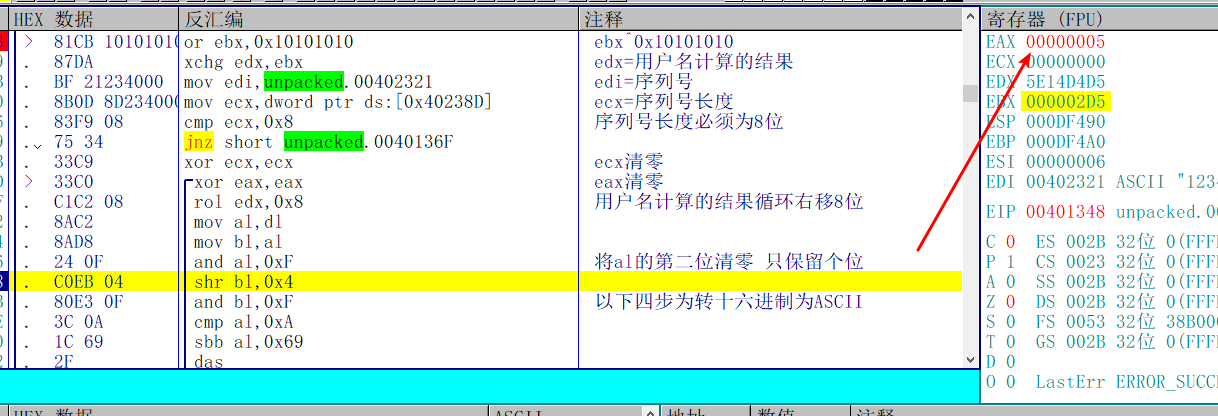 HEX 数据 反汇编 注释
> 81CB 10101010 or ebx,0x10101010 ebx^0x10101010
. 87DA xchg edx,ebx edx=用户名计算的结果
. BF 21234000 mov edi,unpacked.00402321 edi=序列号
. 8B0D 8D234000 mov ecx,dword ptr ds:[0x40238D] ecx=序列号长度
. 83F9 08 cmp ecx,0x8 序列号长度必须为8位
. 75 34 jnz short unpacked.0040136F
. 33C9 xor ecx,ecx ecx清零
> 33C0 xor eax,eax eax清零
. C1C2 08 rol edx,0x8 用户名计算的结果循环右移8位
. 8AC2 mov al,dl
. 8AD8 mov bl,al
. 24 0F and al,0xF 将al的第二位清零 只保留个位
. C0EB 04 shr bl,0x4
. 80E3 0F and bl,0xF 以下四步为转十六进制为ASCII
. 3C 0A cmp al,0xA
. 1C 69 sbb al,0x69
. 2F das
寄存器 (FPU)
EAX 00000005
ECX 00000000
EDX 5E14D4D5
EBX 000002D5
ESP 000DF490
EBP 000DF4A0
ESI 00000006
EDI 00402321 ASCII "1234
EIP 00401348 unpacked.00
C 0 ES 002B 32位 0(FFFF
P 1 CS 0023 32位 0(FFFF
A 0 SS 002B 32位 0(FFFF
Z 0 DS 002B 32位 0(FFFF
S 0 FS 0053 32位 38B000
T 0 GS 002B 32位 0(FFFF
D 0
O 0 LastErr ERROR_SUCCE
HEX 数据 ASCII 地址 数值 注释